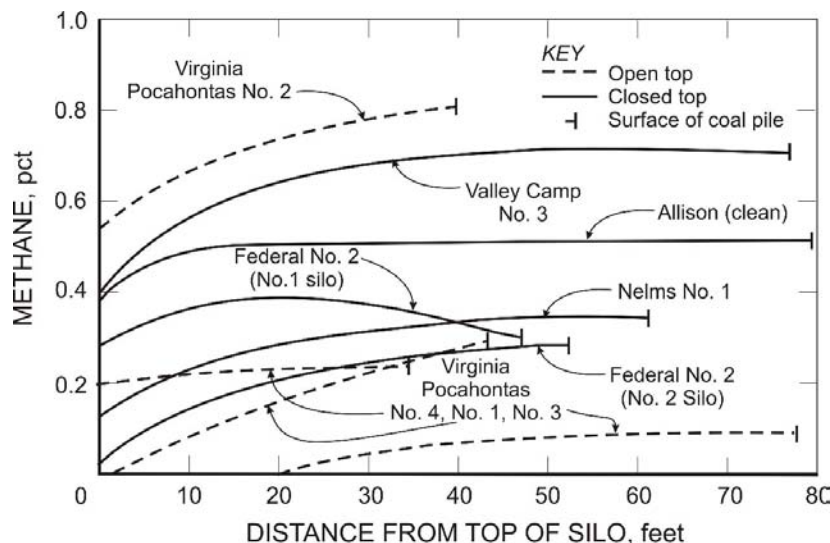 1.0
0.8
0.6
0.4
0.2
0
METHANE, pct
Virginia
Pocahontas No. 2
KEY
Open top
Closed top
Surface of coal pile
Valley Camp
No. 3
Allison (clean)
Federal No. 2
(No.1 silo)
Nelms No. 1
Virginia
Pocahontas
No. 4, No. 1, No. 3
Federal No. 2
(No. 2 Silo)
0 10 20 30 40 50 60 70 80
DISTANCE FROM TOP OF SILO, feet